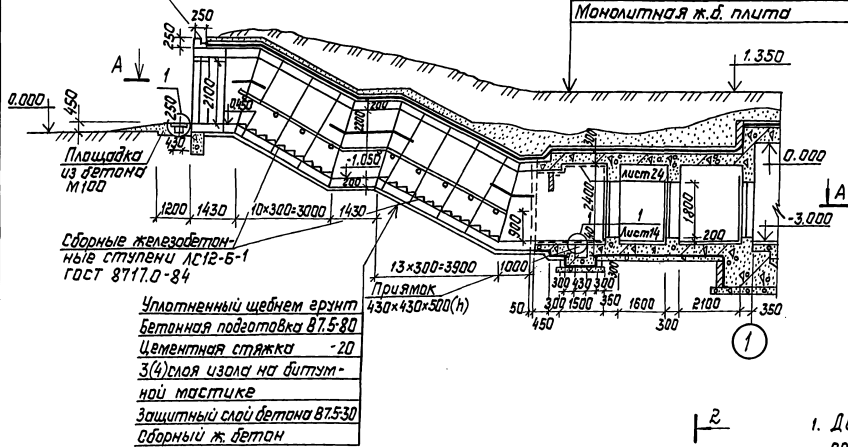 250
250
Монолитная ж.б. плита
А
1
1.350
0.000
450
250
2100
0.450
430
200
2200
-1.050
200
300
0.000
А
-3.000
Площадка
из бетона
М100
1200
1430
10×300=3000
1430
Сборные железобетон-
ные ступени ЛС12-Б-1
ГОСТ 8717.0-84
900
2400
Лист24
1
Лист14
1800
200
13×300=3900
1000
Приямок
430×430×500(h)
300
430
300
300
50
450
300
1500
350
1600
300
2100
350
1
Уплотненный щебнем грунт
Бетонная подготовка В7.5-80
Цементная стяжка -20
3(4)слоя изола на битум-
ной мастике
Защитный слой бетона В7.5-30
Сборный ж. бетон
2